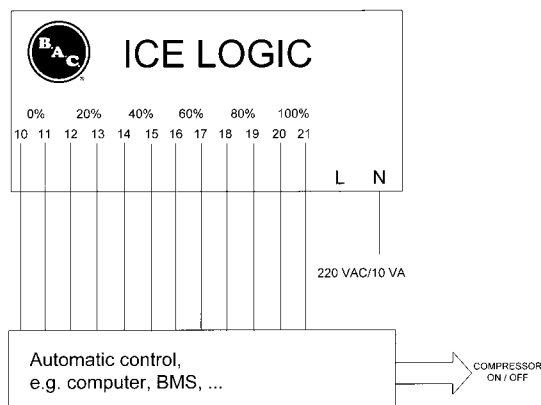 B.A.C.
®
ICE LOGIC
0% 20% 40% 60% 80% 100%
10 11 12 13 14 15 16 17 18 19 20 21
L N
220 VAC/10 VA
Automatic control,
e.g. computer, BMS, ...
COMPRESSOR
ON / OFF